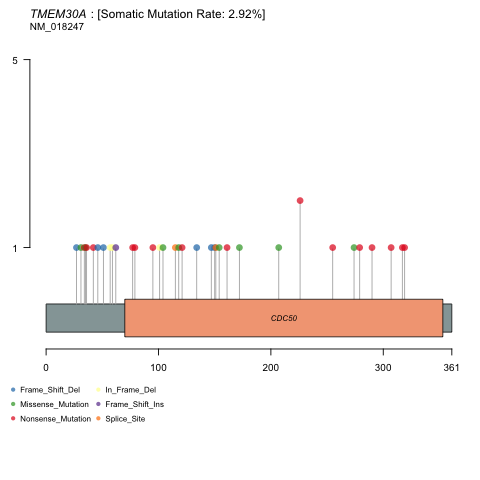 TMEM30A : [Somatic Mutation Rate: 2.92%]
NM_018247
5
1
CDC50
0 100 200 300 361
Frame_Shift_Del In_Frame_Del
Missense_Mutation Frame_Shift_Ins
Nonsense_Mutation Splice_Site